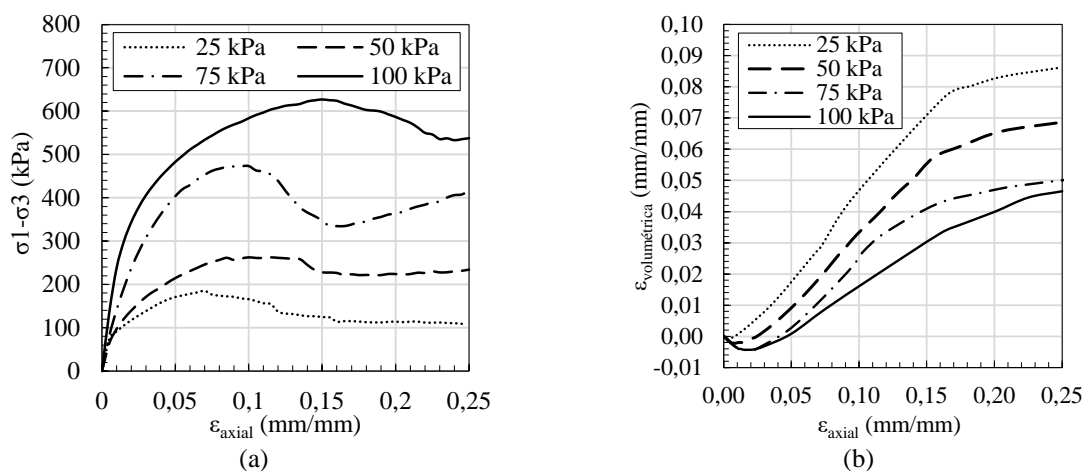 800
700
600
500
400
300
200
100
0
σ1-σ3 (kPa)
25 kPa
50 kPa
75 kPa
100 kPa
0 0,05 0,1 0,15 0,2 0,25
εaxial (mm/mm)
(a)
0,10
0,09
0,08
0,07
0,06
0,05
0,04
0,03
0,02
0,01
0,00
-0,01
εvolumétrica (mm/mm)
25 kPa
50 kPa
75 kPa
100 kPa
0,00 0,05 0,10 0,15 0,20 0,25
εaxial (mm/mm)
(b)